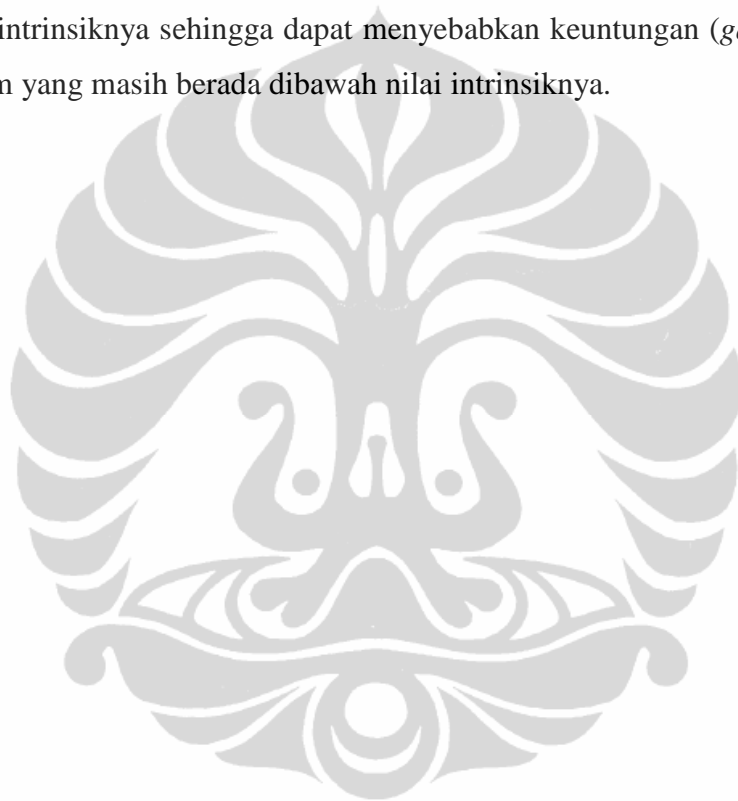 intrinsiknya sehingga dapat menyebabkan keuntungan (
yang masih berada dibawah nilai intrinsiknya.